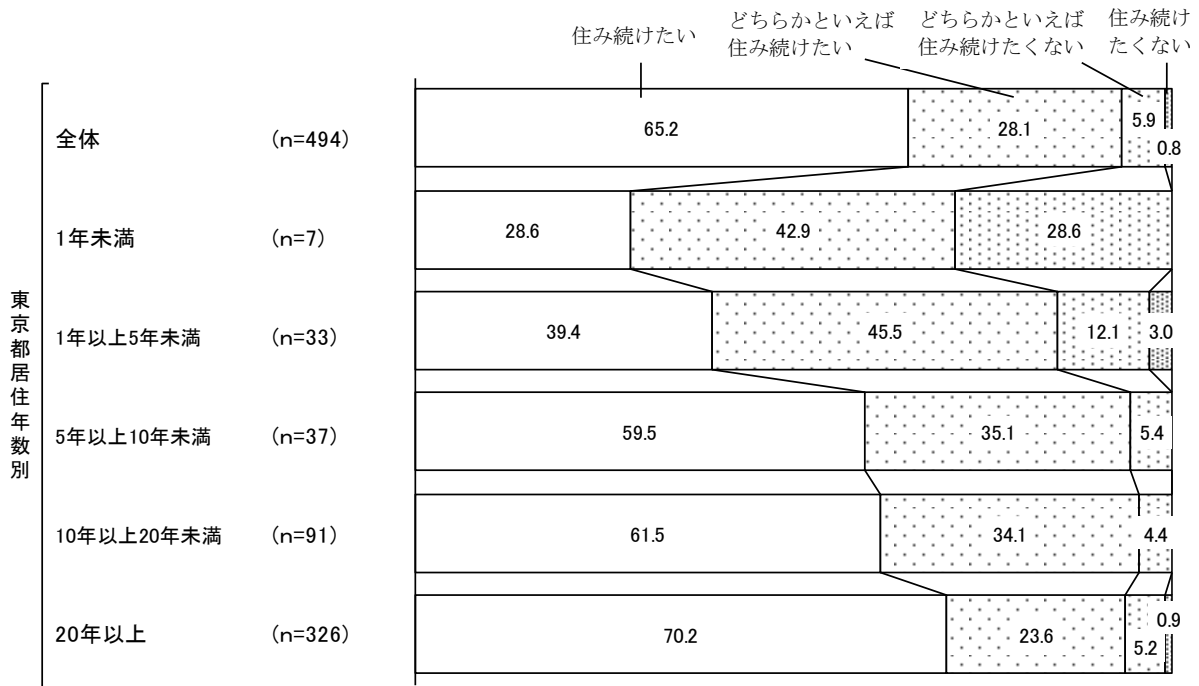 住み続けたい
どちらかといえば
住み続けたい
どちらかといえば
住み続けたくない
住み続け
たくない
東京都居住年数別
全体 (n=494) 65.2 28.1 5.9 0.8
1年未満 (n=7) 28.6 42.9 28.6
1年以上5年未満 (n=33) 39.4 45.5 12.1 3.0
5年以上10年未満 (n=37) 59.5 35.1 5.4
10年以上20年未満 (n=91) 61.5 34.1 4.4
20年以上 (n=326) 70.2 23.6 5.2 0.9